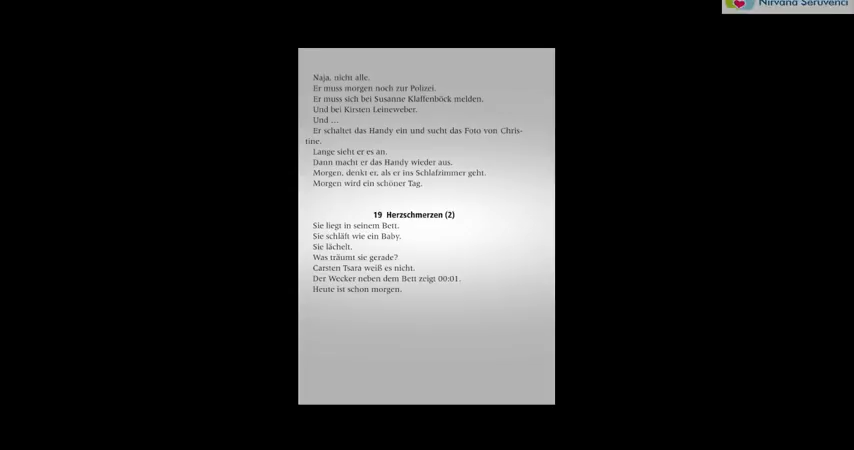 Nirvana Seruvenci
Naja, nicht alle.
Er muss morgen noch zur Polizei.
Er muss sich bei Susanne Klaffenböck melden.
Und bei Kirsten Leineweber.
Und ...
Er schaltet das Handy ein und sucht das Foto von Chris-
tine.
Lange sieht er es an.
Dann macht er das Handy wieder aus.
Morgen, denkt er, als er ins Schlafzimmer geht.
Morgen wird ein schöner Tag.
19 Herzschmerzen (2)
Sie liegt in seinem Bett.
Sie schläft wie ein Baby.
Sie lächelt.
Was träumt sie gerade?
Carsten Tsara weiß es nicht.
Der Wecker neben dem Bett zeigt 00:01.
Heute ist schon morgen.